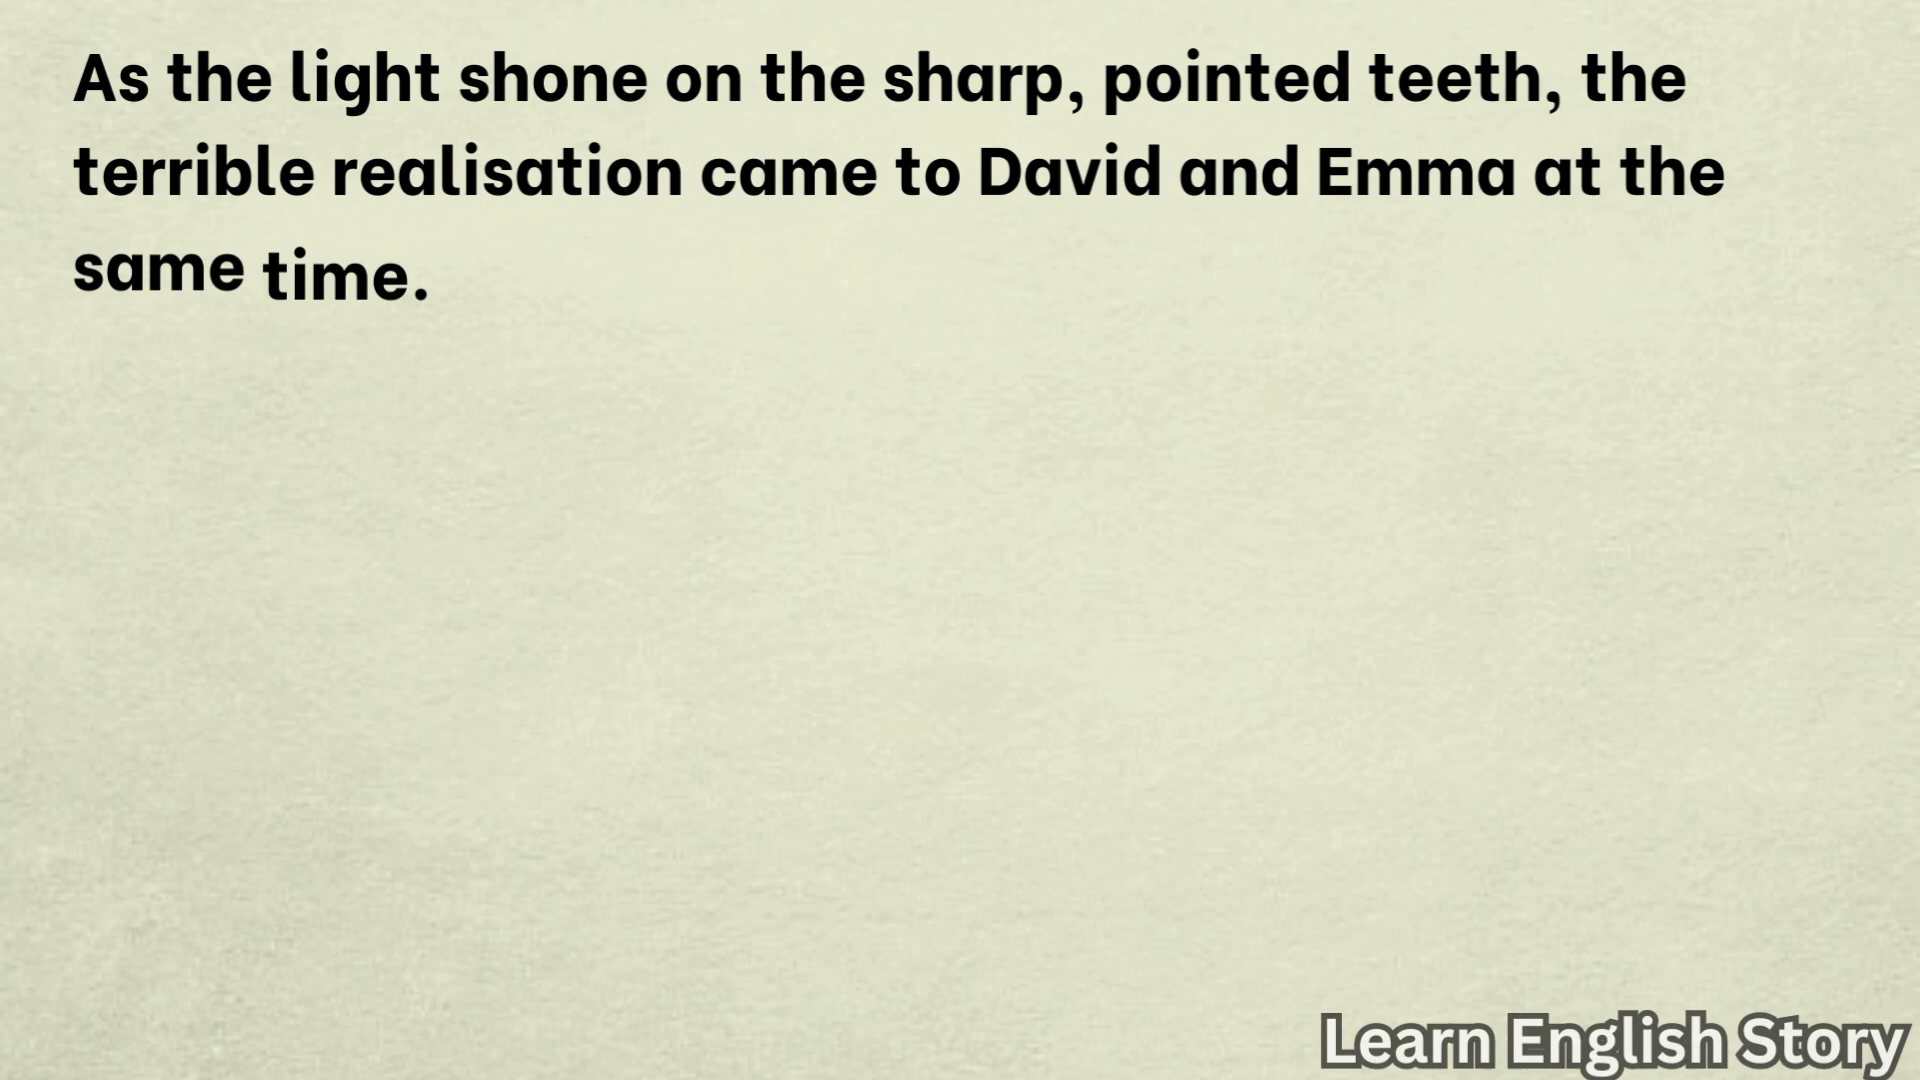 As the light shone on the sharp, pointed teeth, the
terrible realisation came to David and Emma at the
same time.
Learn English Story